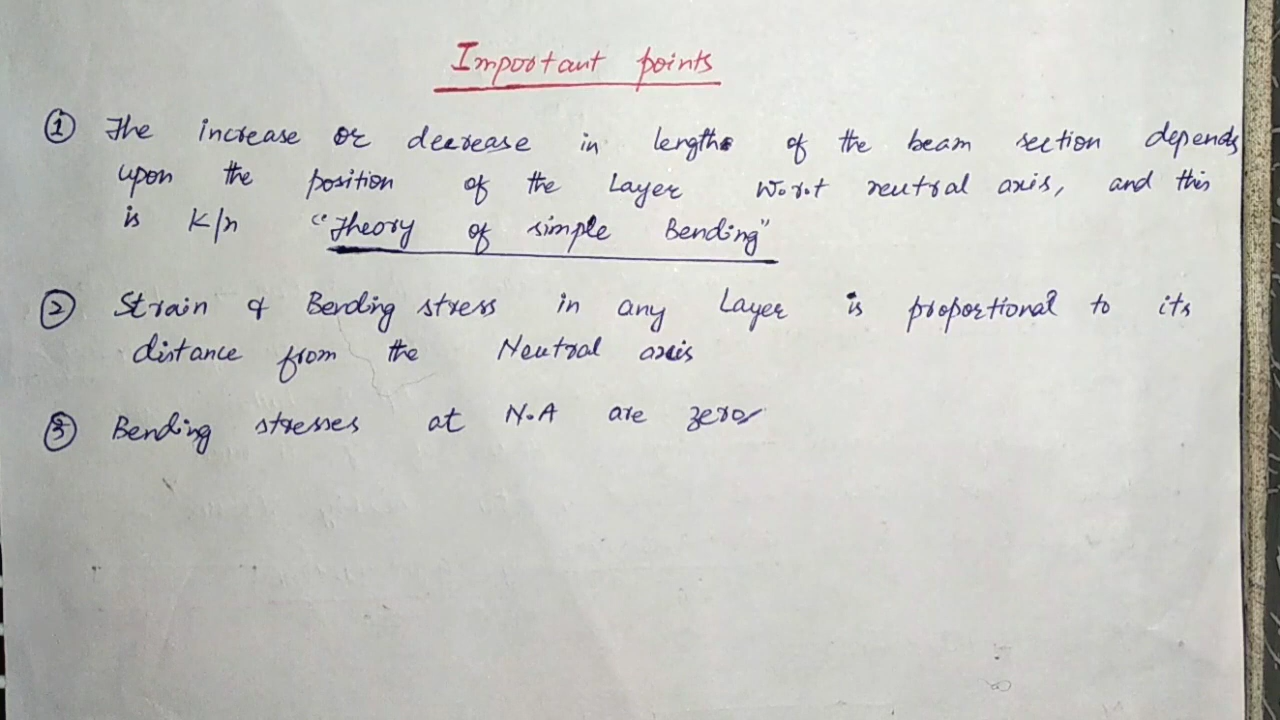 Important points
① The increase or decrease in length of the beam section depends
upon the position of the Layer w.r.t neutral axis, and this
is k/n "Theory of simple Bending"
② Strain & Bending stress in any Layer is proportional to its
distance from the Neutral axis
③ Bending stresses at N.A are zero